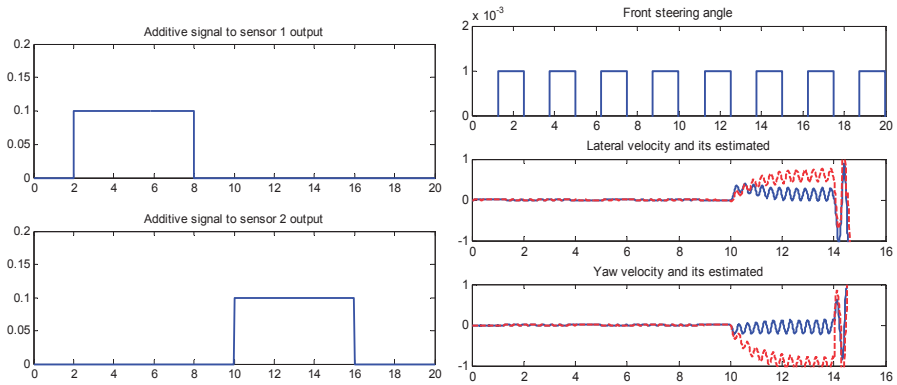 Additive signal to sensor 1 output
0.2
0.15
0.1
0.05
0
0 2 4 6 8 10 12 14 16 18 20
Additive signal to sensor 2 output
0.2
0.15
0.1
0.05
0
0 2 4 6 8 10 12 14 16 18 20
x 10⁻³
Front steering angle
2
1
0
0 2 4 6 8 10 12 14 16 18 20
Lateral velocity and its estimated
1
0
-1
0 2 4 6 8 10 12 14 16
Yaw velocity and its estimated
1
0
-1
0 2 4 6 8 10 12 14 16